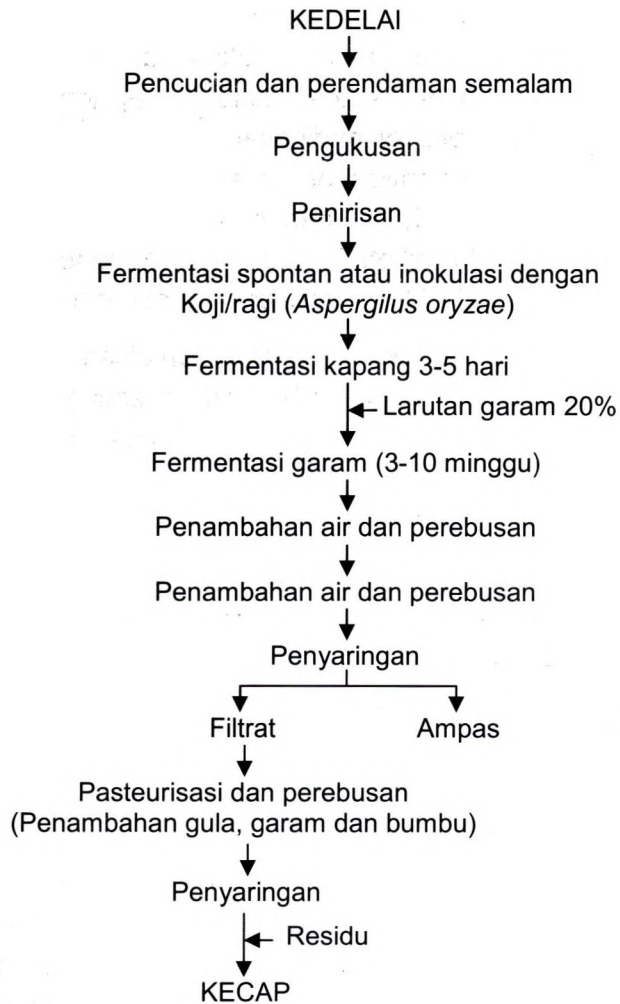 KEDELAI
Pencucian dan perendaman semalam
Pengukusan
Penirisan
Fermentasi spontan atau inokulasi dengan
Koji/ragi (Aspergilus oryzae)
Fermentasi kapang 3-5 hari
Larutan garam 20%
Fermentasi garam (3-10 minggu)
Penambahan air dan perebusan
Penambahan air dan perebusan
Penyaringan
Filtrat Ampas
Pasteurisasi dan perebusan
(Penambahan gula, garam dan bumbu)
Penyaringan
Residu
KECAP